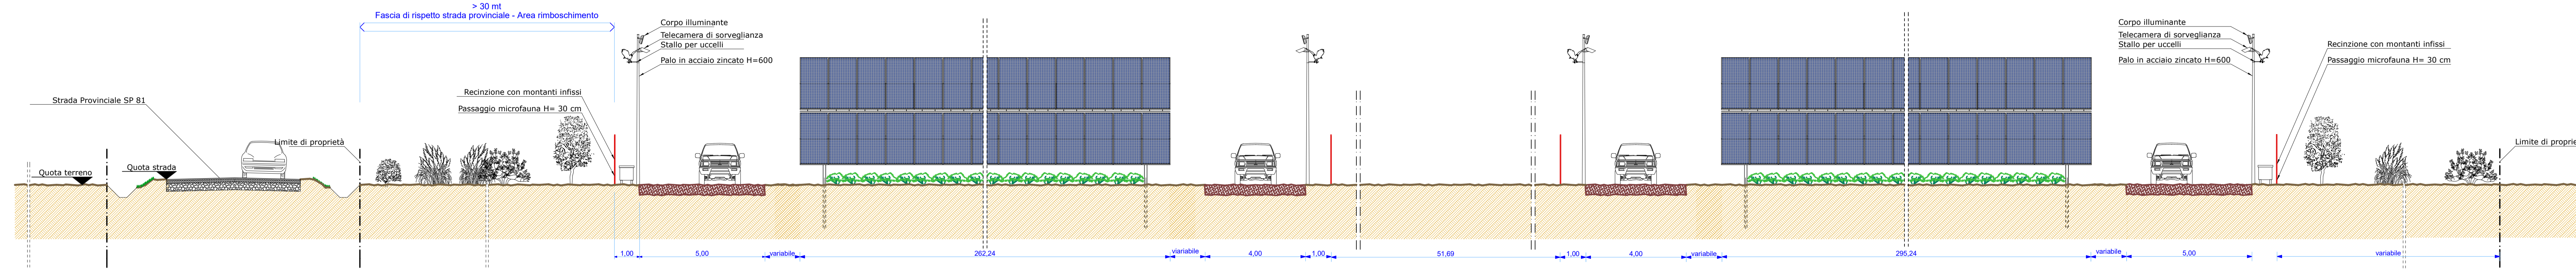 > 30 mt
Fascia di rispetto strada provinciale - Area rimboschimento
Corpo illuminante
Telecamera di sorveglianza
Stallo per uccelli
Palo in acciaio zincato H=600
Recinzione con montanti infissi
Passaggio microfauna H= 30 cm
Strada Provinciale SP 81
Limite di proprietà
Quota strada
Quota terreno
Corpo illuminante
Telecamera di sorveglianza
Stallo per uccelli
Palo in acciaio zincato H=600
Recinzione con montanti infissi
Passaggio microfauna H= 30 cm
Limite di proprie
1,00
5,00
variabile
262,24
viariabile
4,00
1,00
51,69
1,00
4,00
variabile
295,24
variabile
5,00
variabile